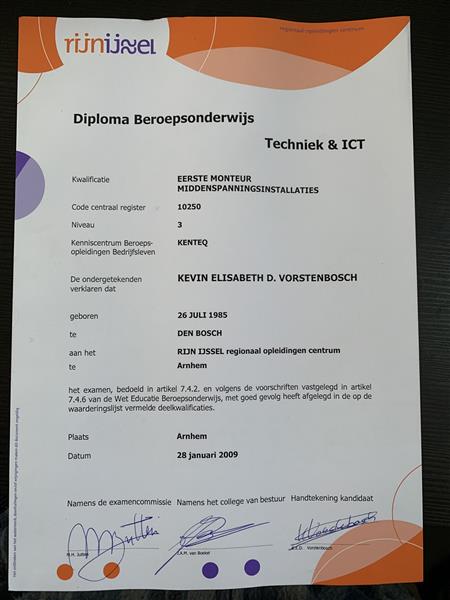 rijnijssel
regionaal opleidingen centrum
Diploma Beroepsonderwijs
Techniek & ICT
Kwalificatie EERSTE MONTEUR
MIDDENSPANNINGSINSTALLATIES
Code centraal register 10250
Niveau 3
Kenniscentrum Beroeps- KENTEQ
opleidingen Bedrijfsleven
De ondergetekenden KEVIN ELISABETH D. VORSTENBOSCH
verklaren dat
geboren 26 JULI 1985
te DEN BOSCH
aan het RIJN IJSSEL regionaal opleidingen centrum
te Arnhem
het examen, bedoeld in artikel 7.4.2. en volgens de voorschriften vastgelegd in artikel
7.4.6 van de Wet Educatie Beroepsonderwijs, met goed gevolg heeft afgelegd in de op de
waarderingslijst vermelde deelkwalificaties.
Plaats Arnhem
Datum 28 januari 2009
Namens de examencommissie Namens het college van bestuur Handtekening kandidaat
J.A.M. van Boekel
Vorstenbosch